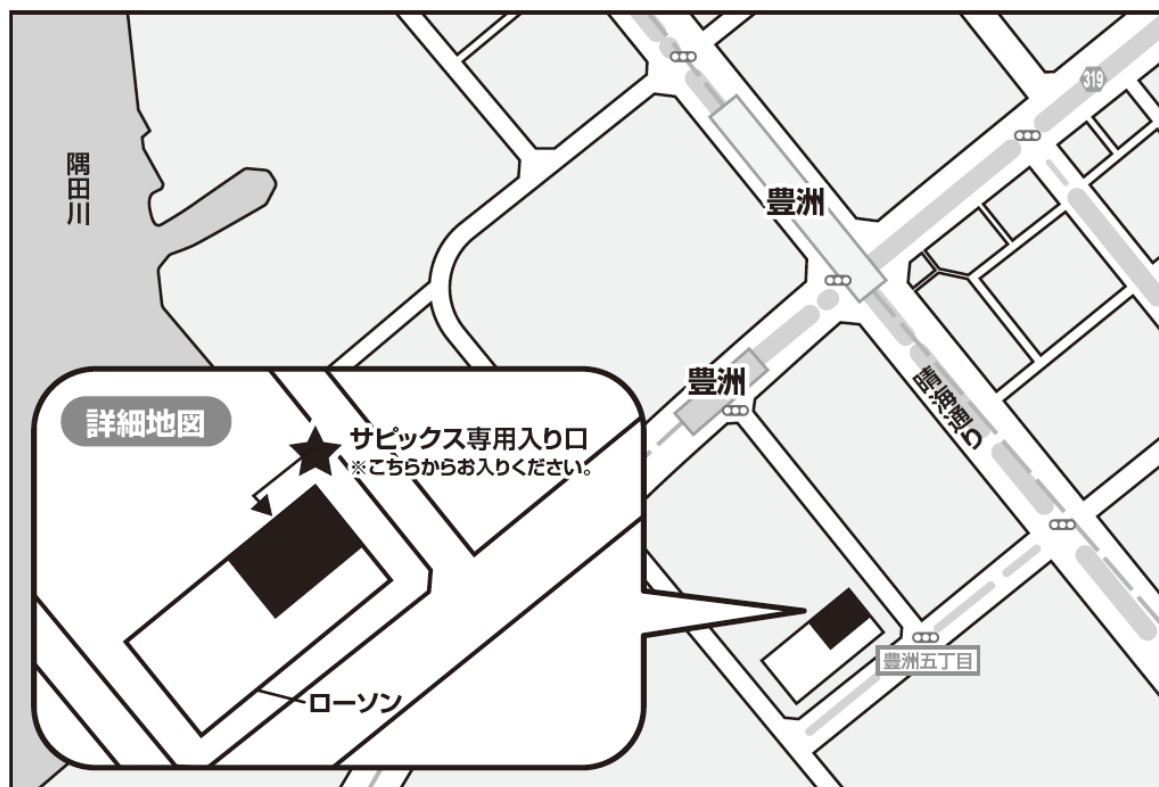 319
隅田川
豊洲
豊洲
晴海通り
詳細地図
サピックス専用入り口
※こちらからお入りください。
豊洲五丁目
ローソン